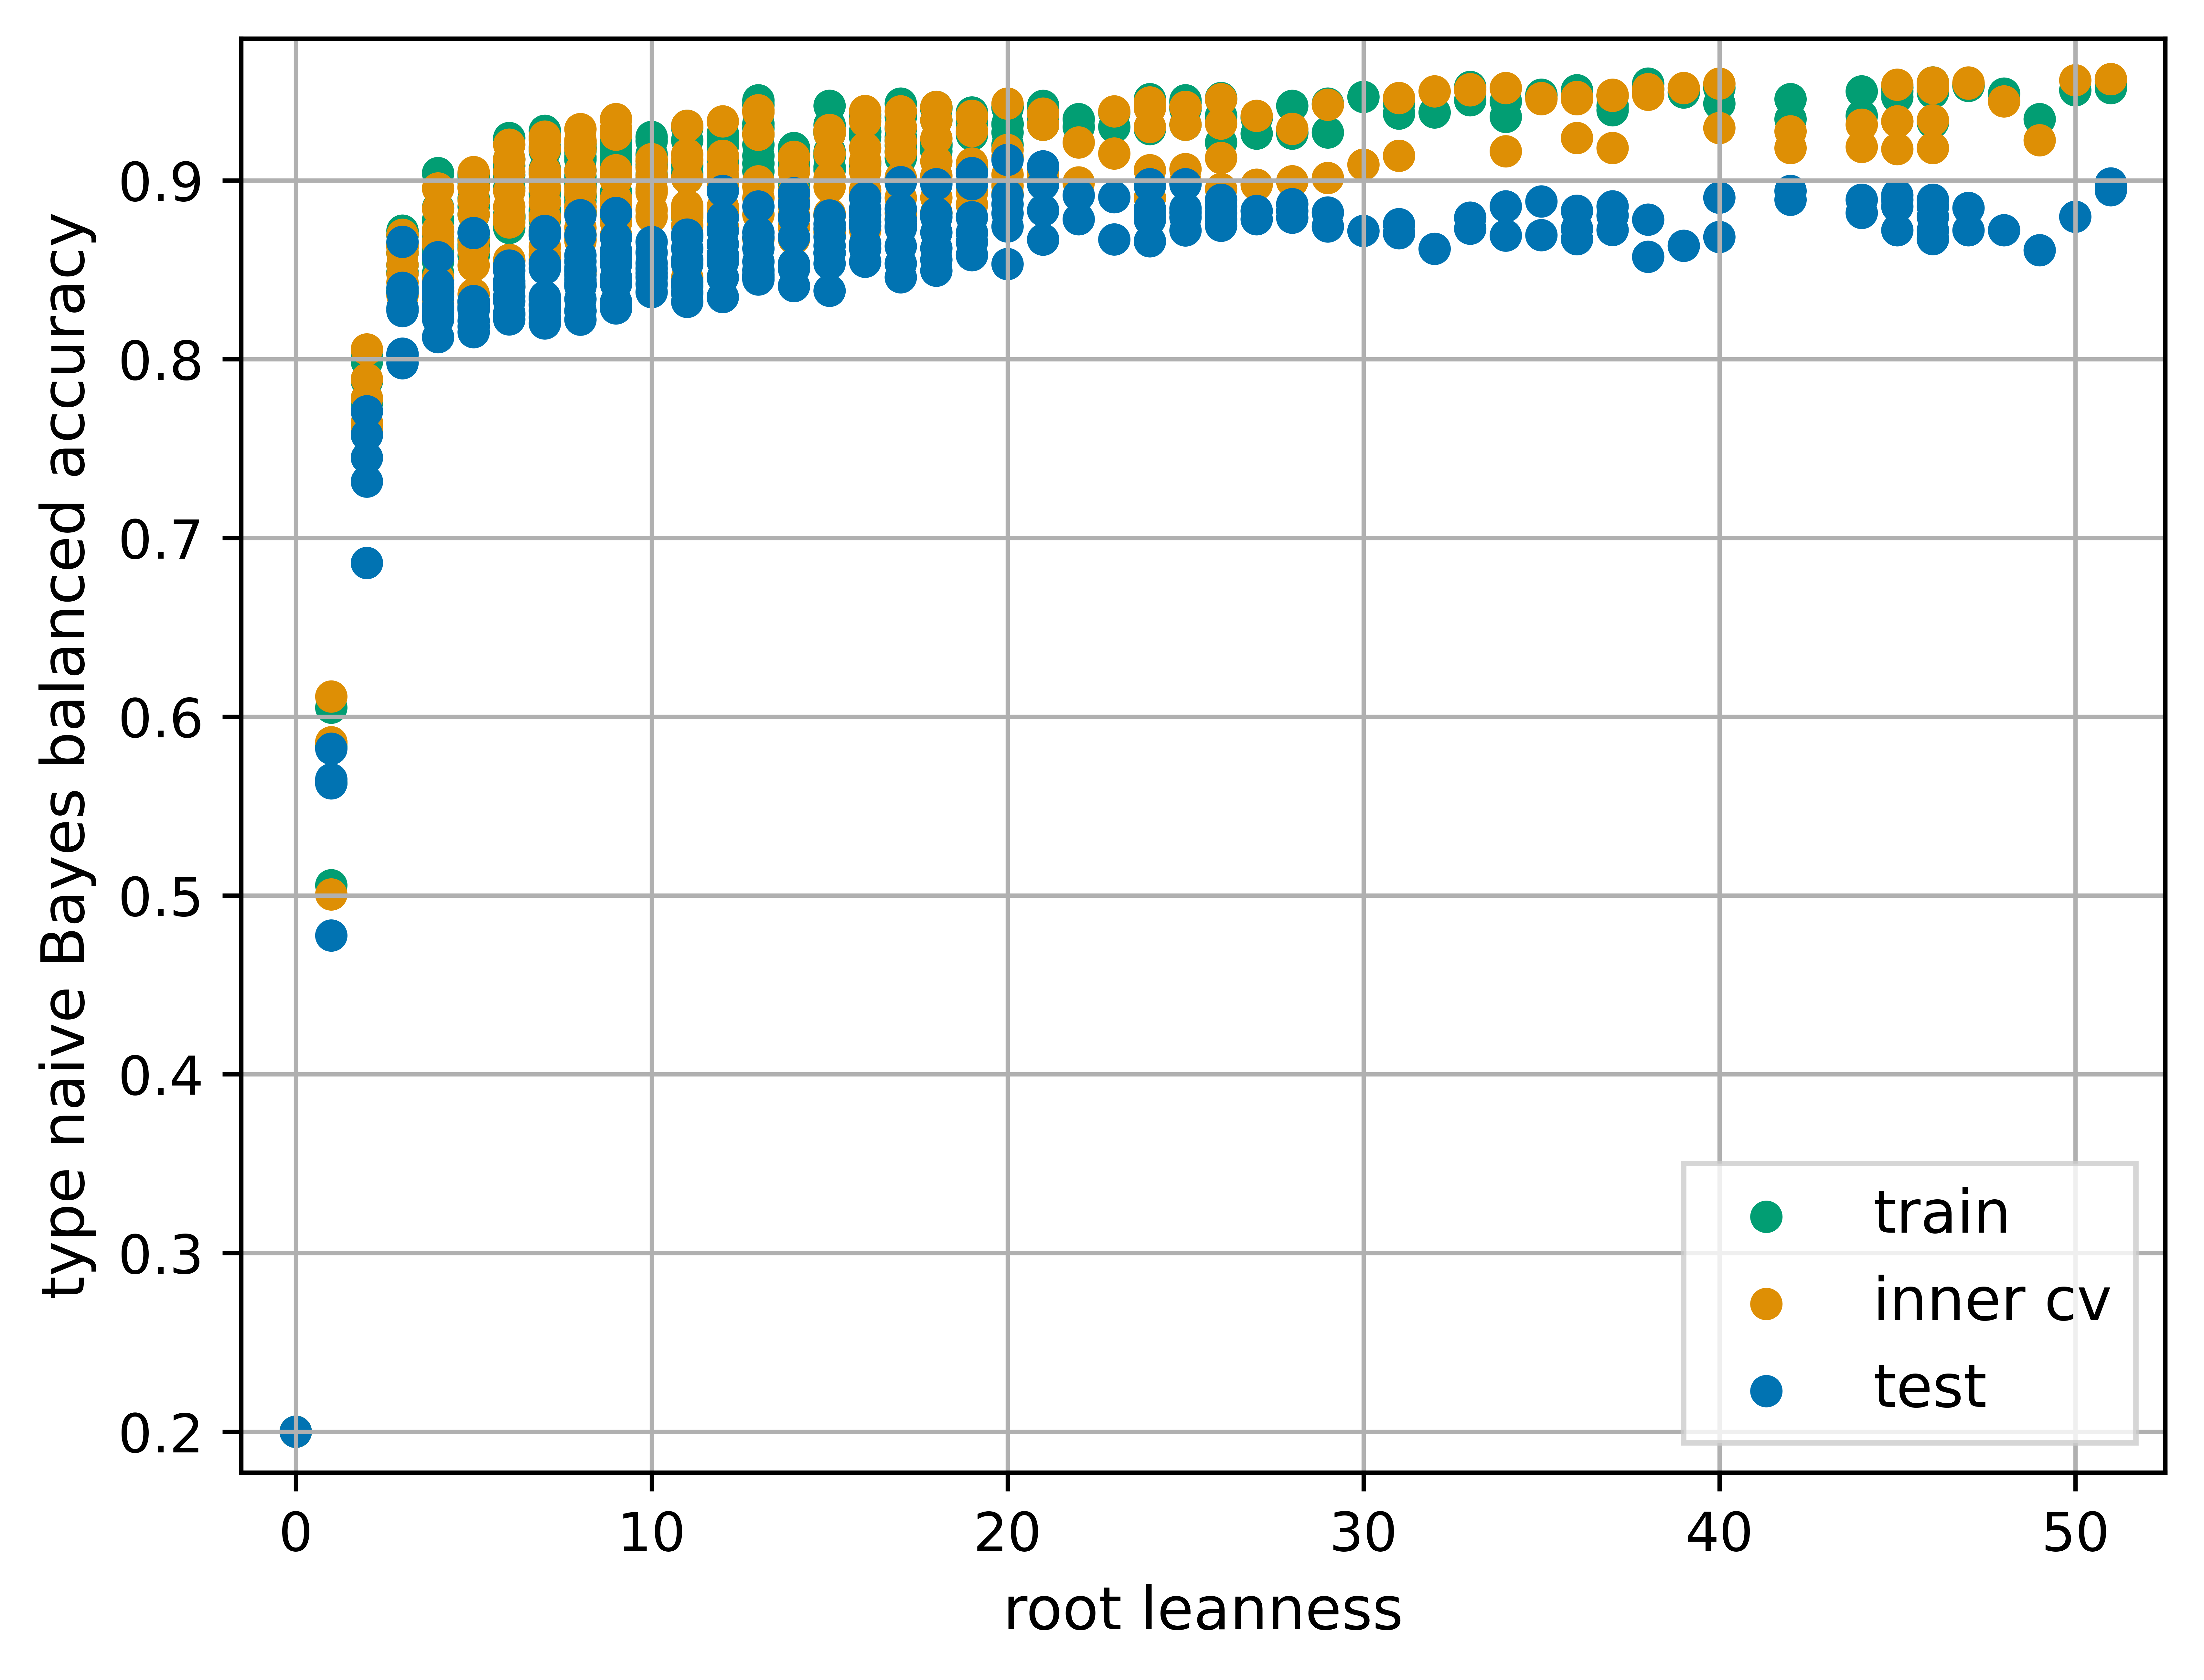 type naive Bayes balanced accuracy
0.9
0.8
0.7
0.6
0.5
0.4
0.3
0.2
train
inner cv
test
0 10 20 30 40 50
root leanness